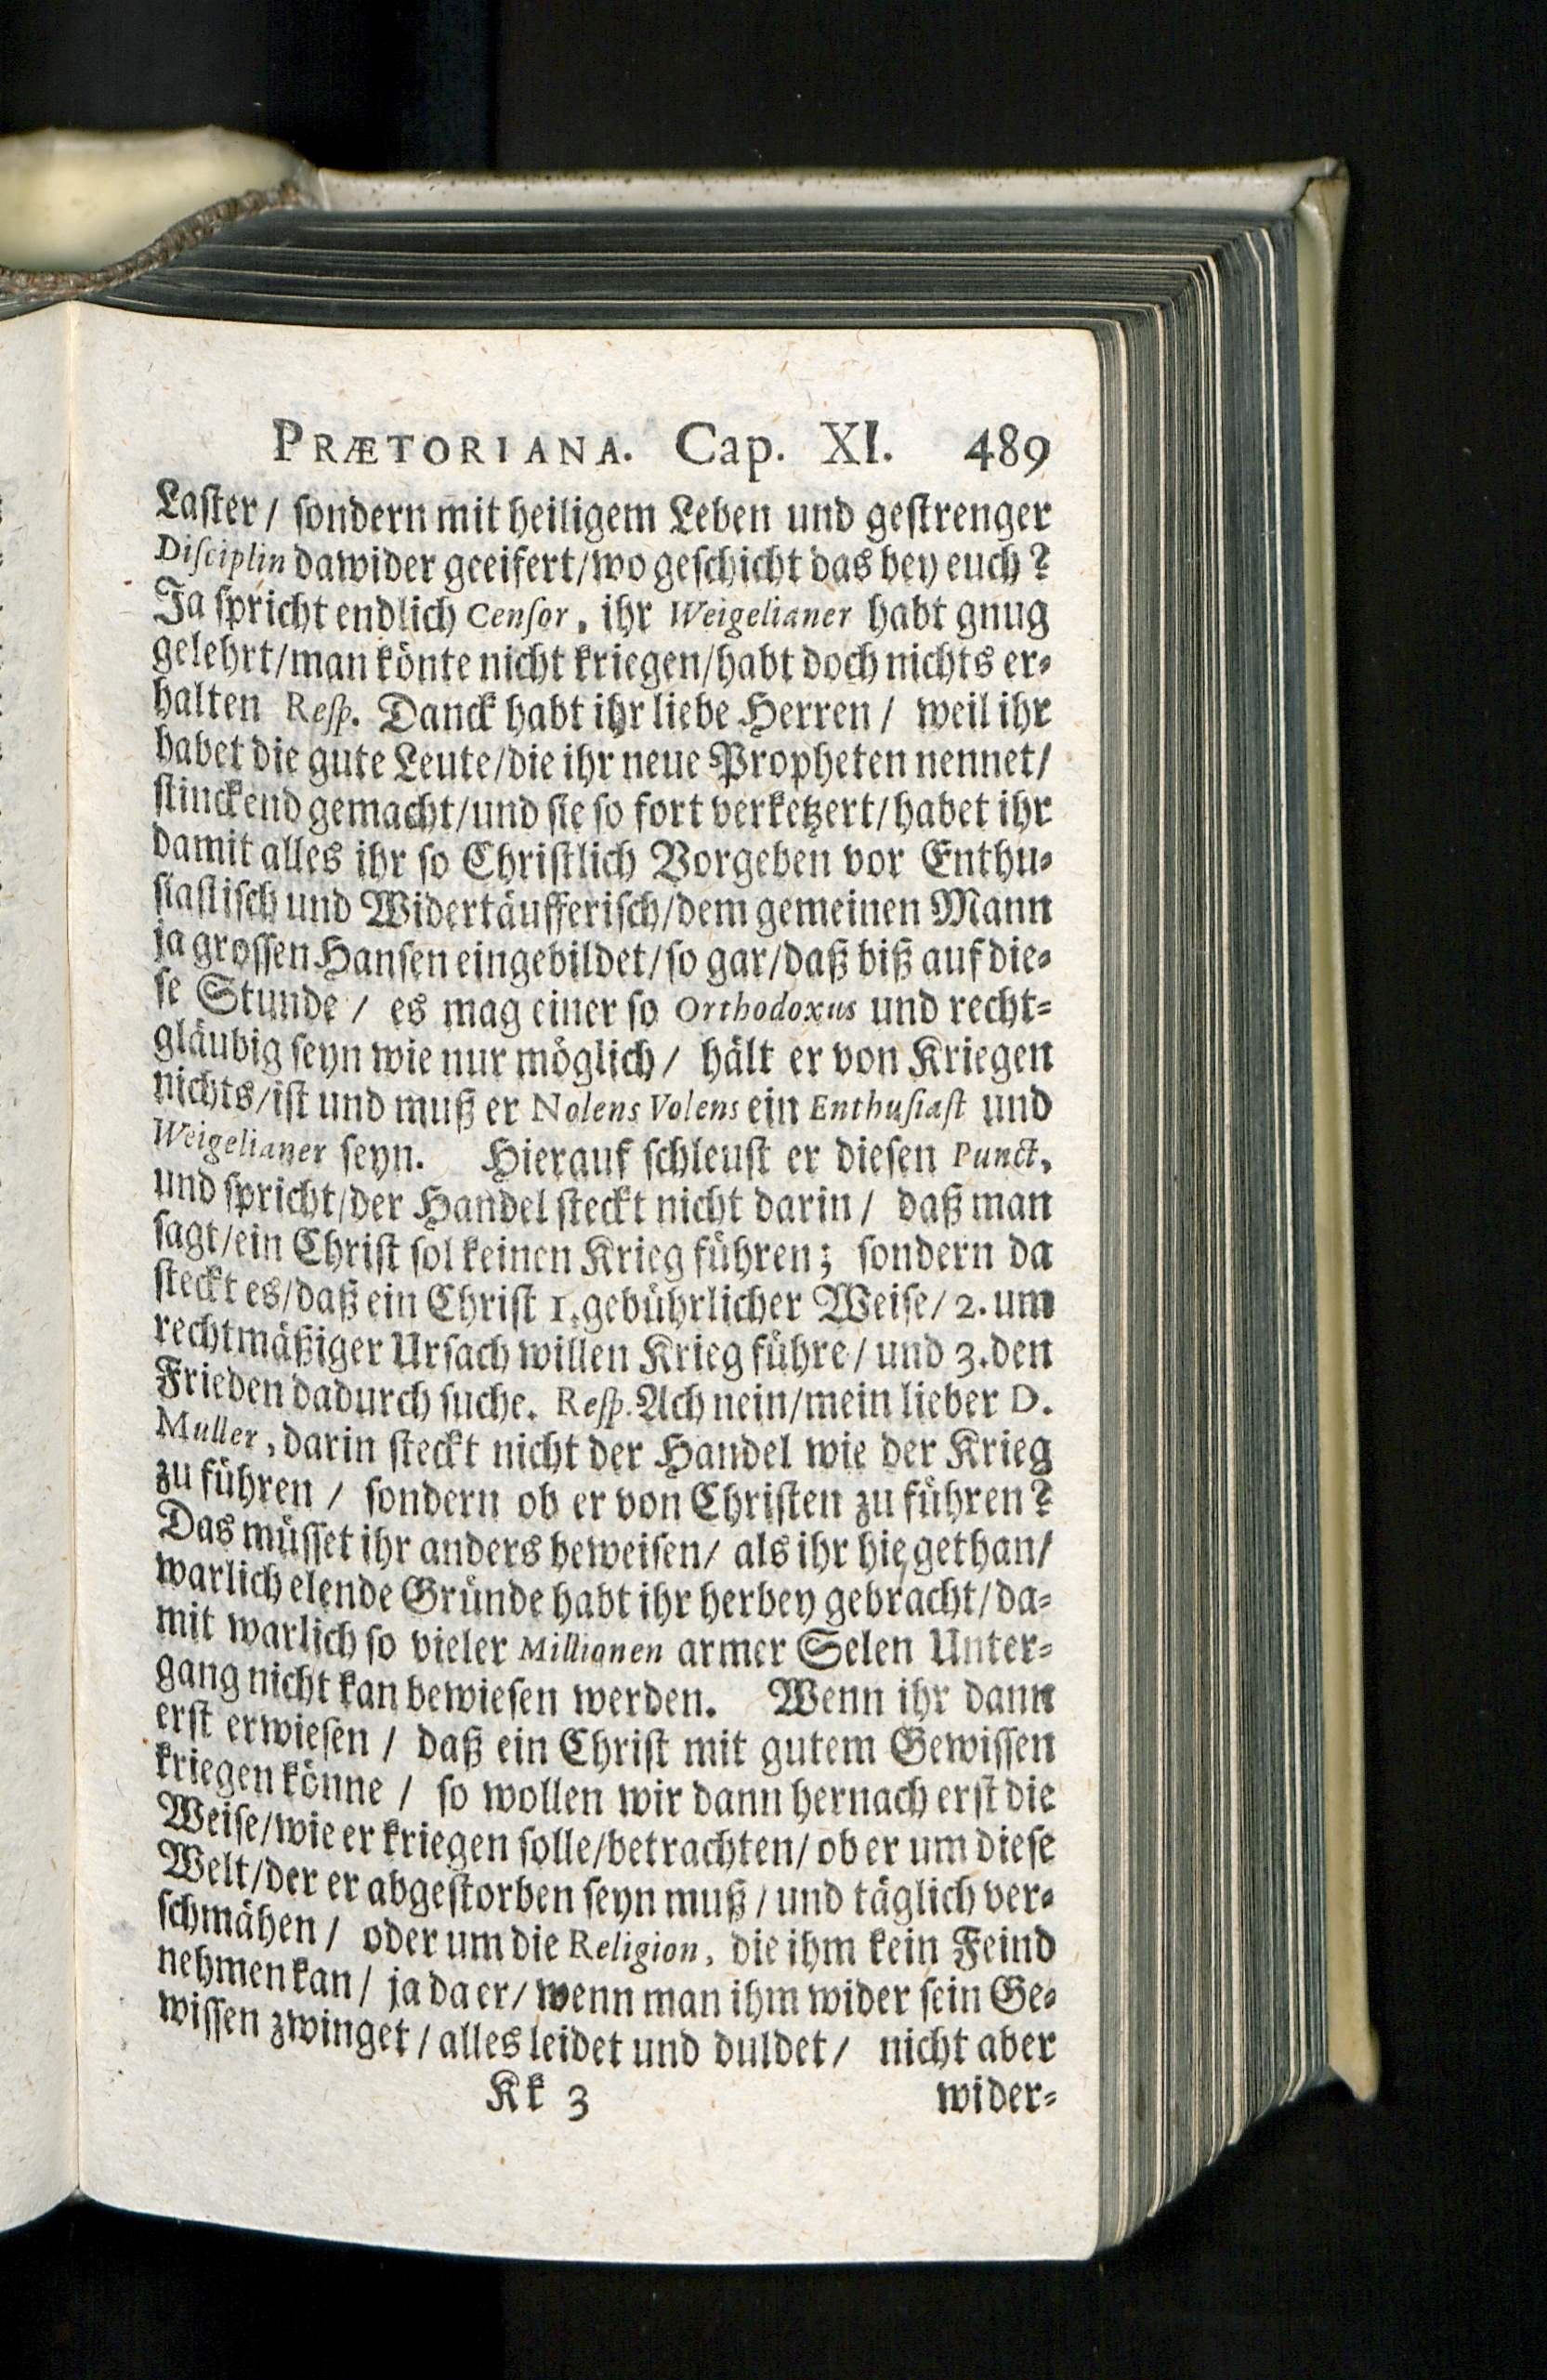 PRÆTORIANA. Cap. XI. 489
Laſter / ſondern mit heiligem Leben und geſtrenger
Diſciplin dawider geeifert/wo geſchicht das bey euch?
Ja ſpricht endlich Cenſor, ihr Weigelianer habt gnug
gelehrt/man könte nicht kriegen/habt doch nichts er-
halten Reſp. Danck habt ihr liebe Herren / weil ihr
habet die gute Leute/die ihr neue Propheten nennet/
ſtinckend gemacht/und ſie ſo fort verketzert/habet ihr
damit alles ihr ſo Chriſtlich Vorgeben vor Enthu-
ſiaſtiſch und Widertäufferiſch/dem gemeinen Mann
ja groſſen Hanſen eingebildet/ſo gar/daß biß auf die-
ſe Stunde / es mag einer ſo Orthodoxus und recht-
gläubig ſeyn wie nur möglich / hält er von Kriegen
nichts/iſt und muß er Nolens Volens ein Enthuſiaſt und
Weigelianer ſeyn. Hierauf ſchleuſt er dieſen Punct,
und ſpricht/der Handel ſteckt nicht darin / daß man
ſagt/ein Chriſt ſol keinen Krieg führen; ſondern da
ſteckt es/daß ein Chriſt 1. gebührlicher Weiſe/ 2. um
rechtmäßiger Urſach willen Krieg führe / und 3. den
Frieden dadurch ſuche. Reſp. Ach nein/mein lieber D.
Muller, darin ſteckt nicht der Handel wie der Krieg
zu führen / ſondern ob er von Chriſten zu führen?
Das müſſet ihr anders beweiſen/ als ihr hie gethan/
warlich elende Gründe habt ihr herbey gebracht/da-
mit warlich ſo vieler Millionen armer Selen Unter-
gang nicht kan bewieſen werden. Wenn ihr dann
erſt erwieſen / daß ein Chriſt mit gutem Gewiſſen
kriegen könne / ſo wollen wir dann hernach erſt die
Weiſe/wie er kriegen ſolle/betrachten/ ob er um dieſe
Welt/der er abgeſtorben ſeyn muß / und täglich ver-
ſchmähen / oder um die Religion, die ihm kein Feind
nehmen kan / ja da er/ wenn man ihm wider ſein Ge-
wiſſen zwinget / alles leidet und duldet / nicht aber
Kk 3 wider-